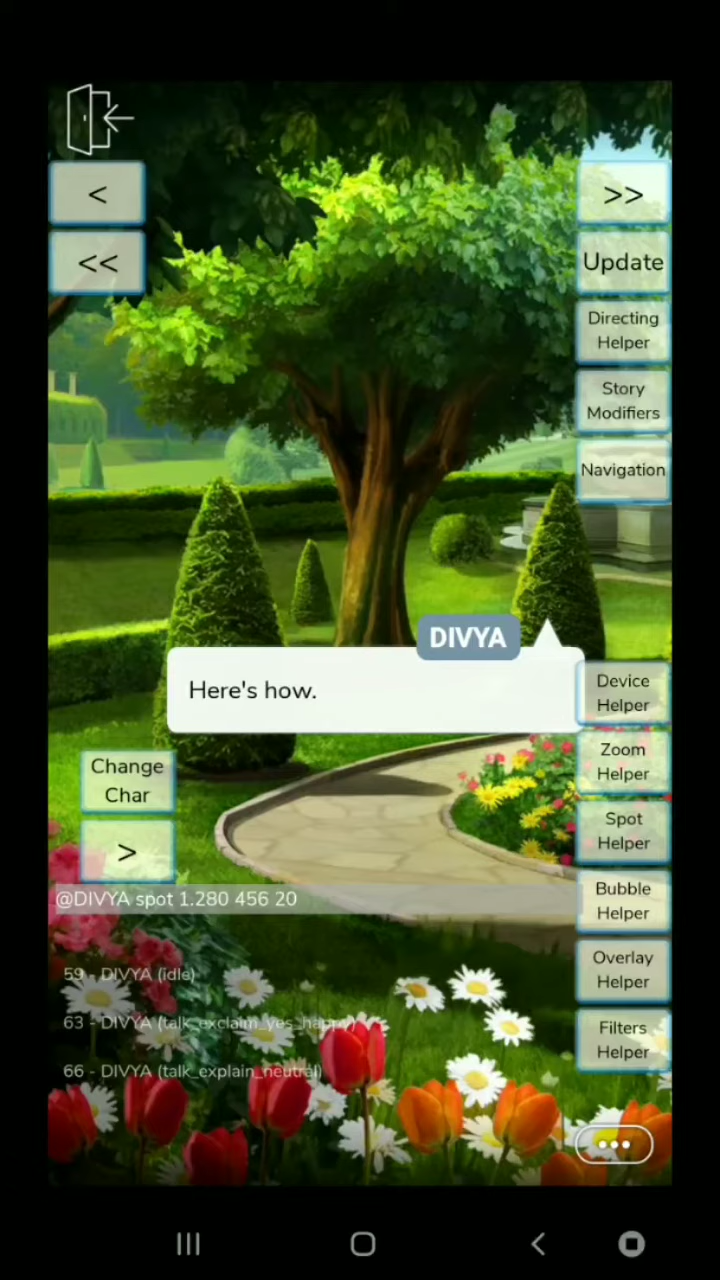 <
>>
<<
Update
Directing
Helper
Story
Modifiers
Navigation
DIVYA
Here's how.
Device
Helper
Zoom
Helper
Change
Char
Spot
Helper
>
@DIVYA spot 1.280 456 20
Bubble
Helper
Overlay
Helper
59 - DIVYA (idle)
63 - DIVYA (talk_exclaim_yes_happy)
Filters
Helper
66 - DIVYA (talk_explain_neutral)